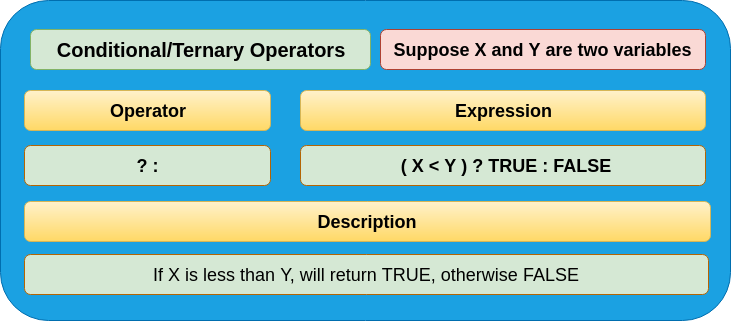 Conditional/Ternary Operators
Suppose X and Y are two variables
Operator
Expression
? :
( X < Y ) ? TRUE : FALSE
Description
If X is less than Y, will return TRUE, otherwise FALSE